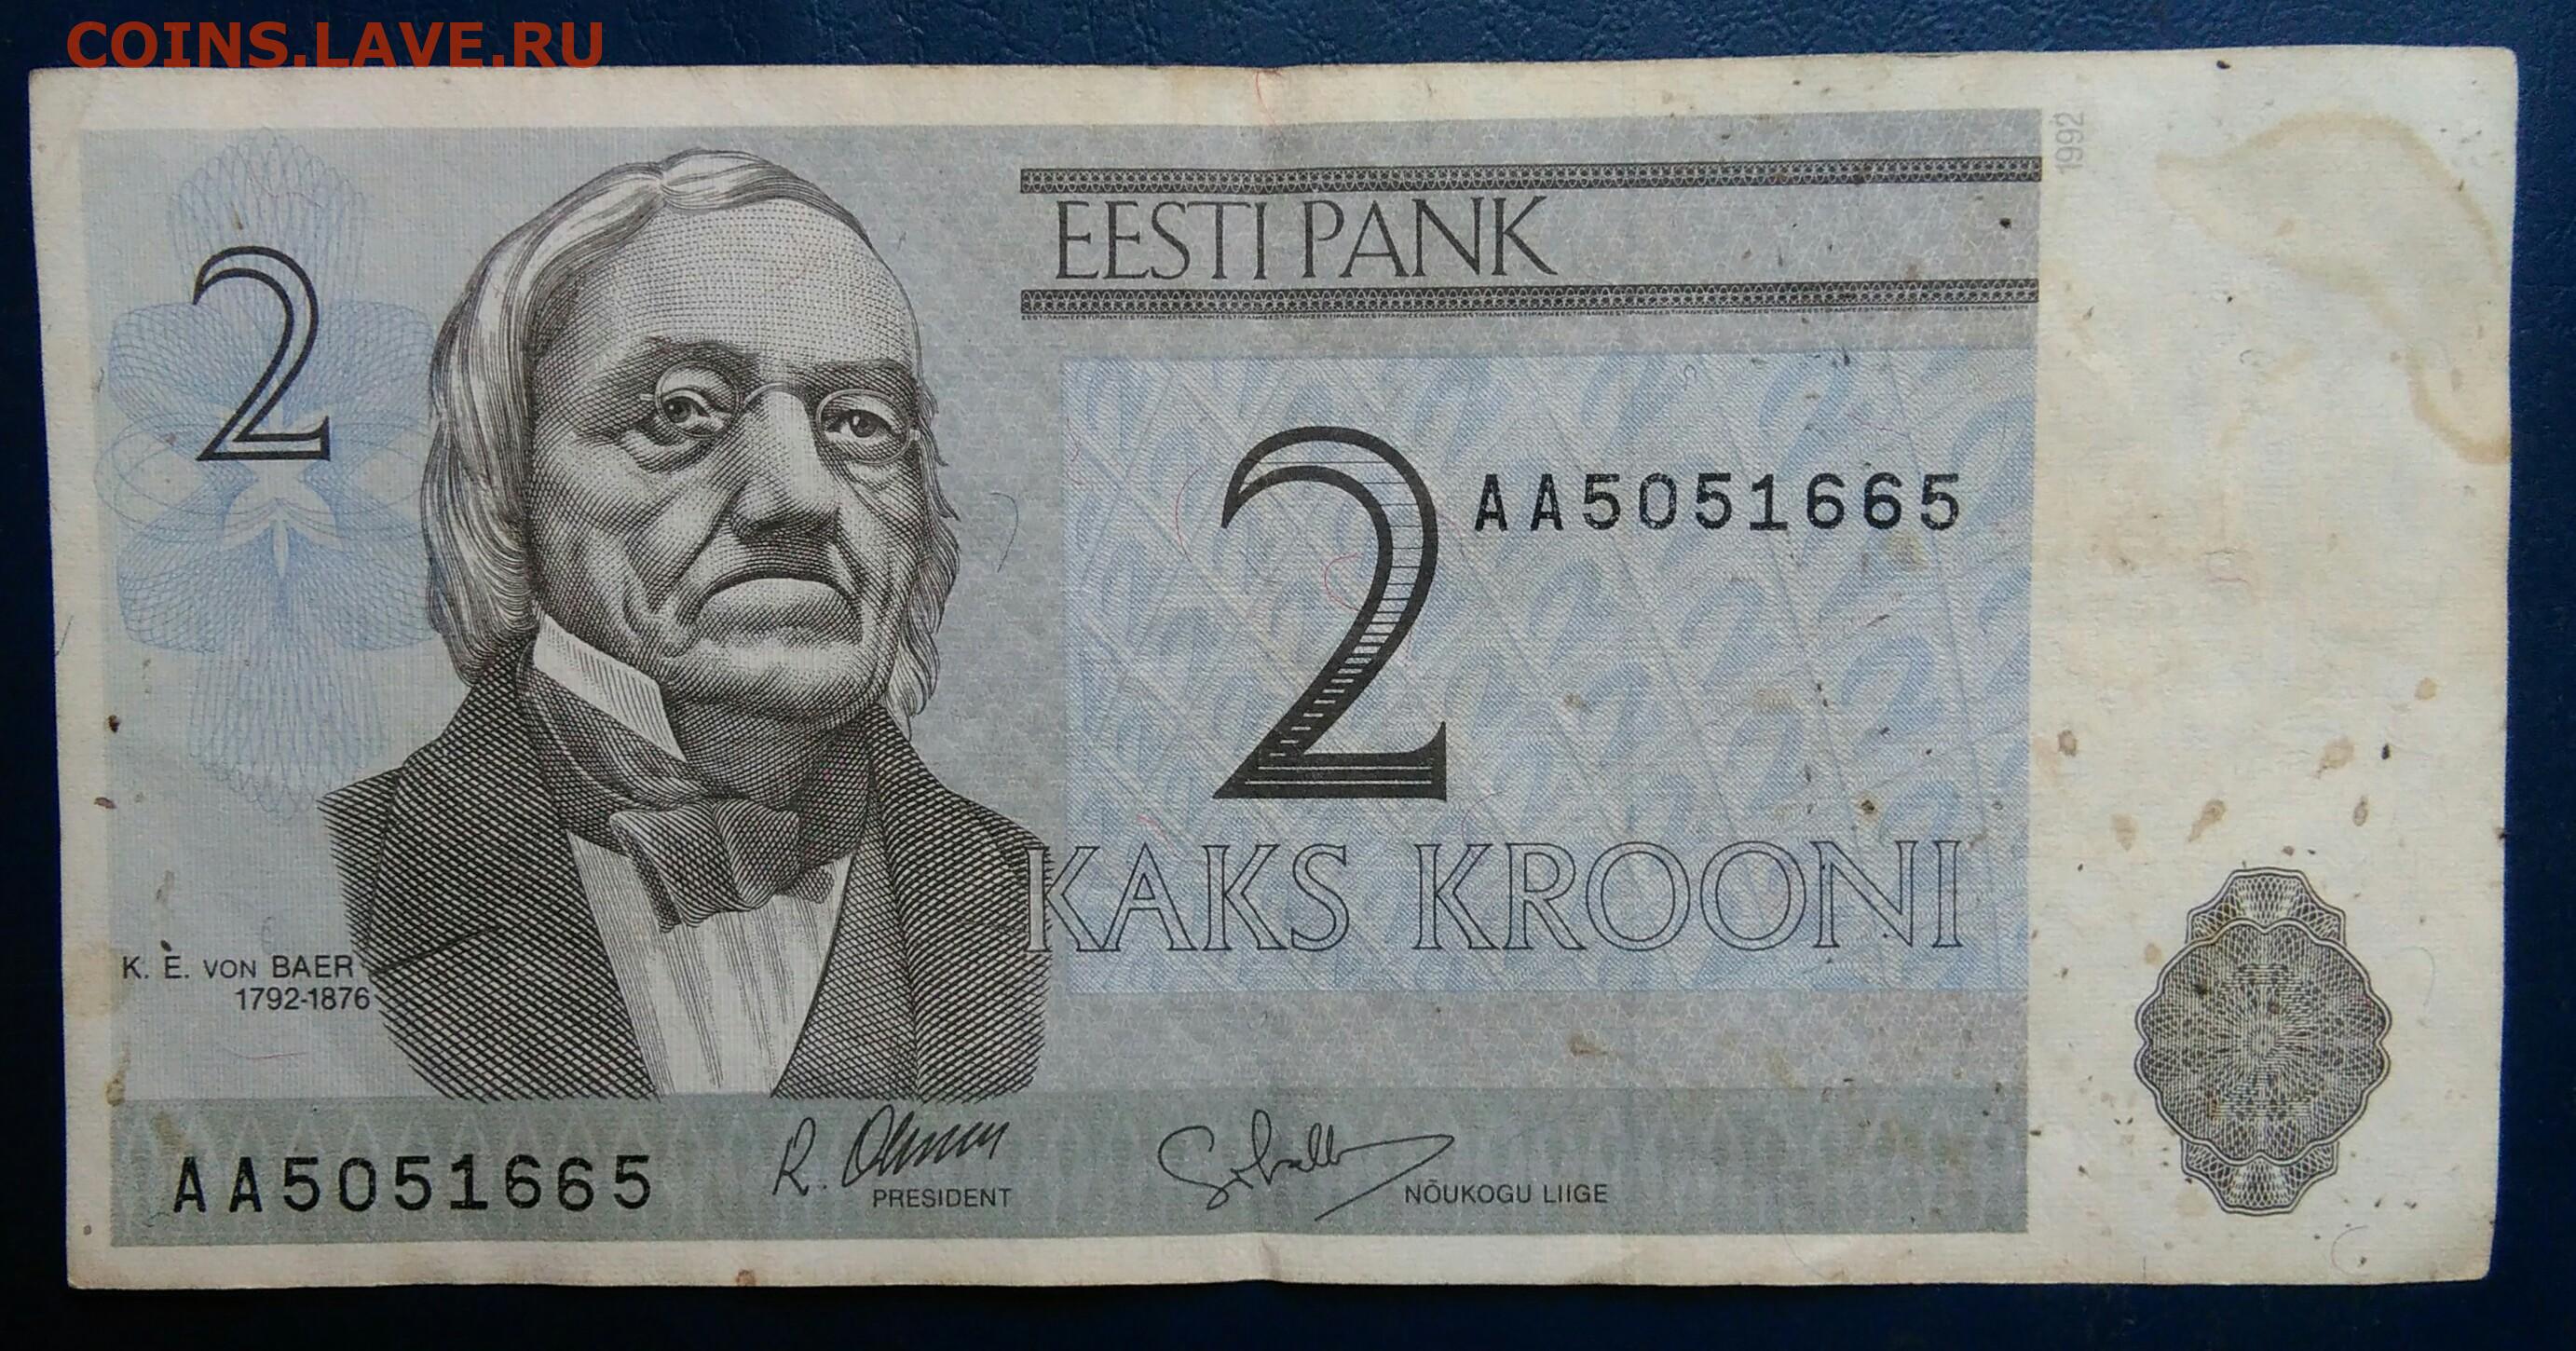 COINS.LAVE.RU
1992
2
EESTI PANK
2
AA5051665
KAKS KROONI
K. E. VON BAER
1792-1876
AA5051665
PRESIDENT
NÕUKOGU LIIGE